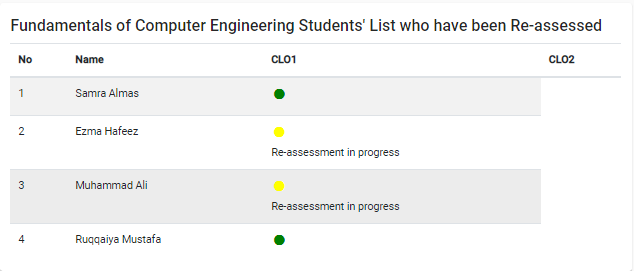 Fundamentals of Computer Engineering Students' List who have been Re-assessed
No Name CLO1 CLO2
1 Samra Almas
2 Ezma Hafeez
Re-assessment in progress
3 Muhammad Ali
Re-assessment in progress
4 Ruqqaiya Mustafa